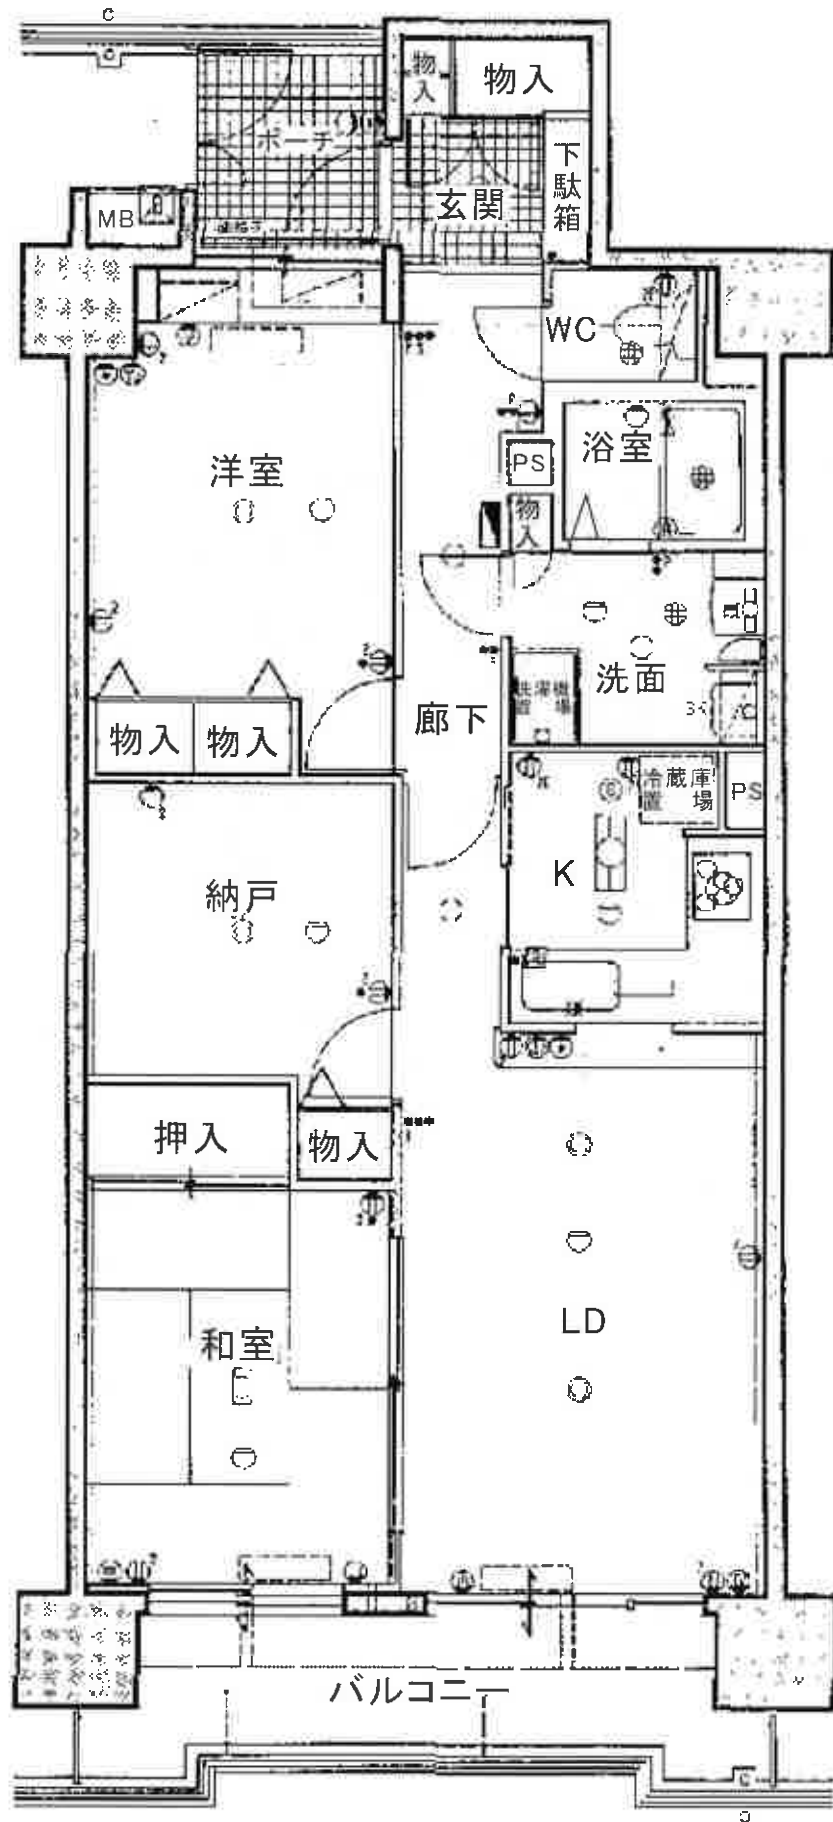 C
物入
物入
ポーチ
下駄箱
玄関
MB
WC
浴室
PS
洋室
物入
洗面
洗濯機置場
物入
物入
廊下
冷蔵庫置場
PS
K
納戸
押入
物入
LD
和室
バルコニー
C